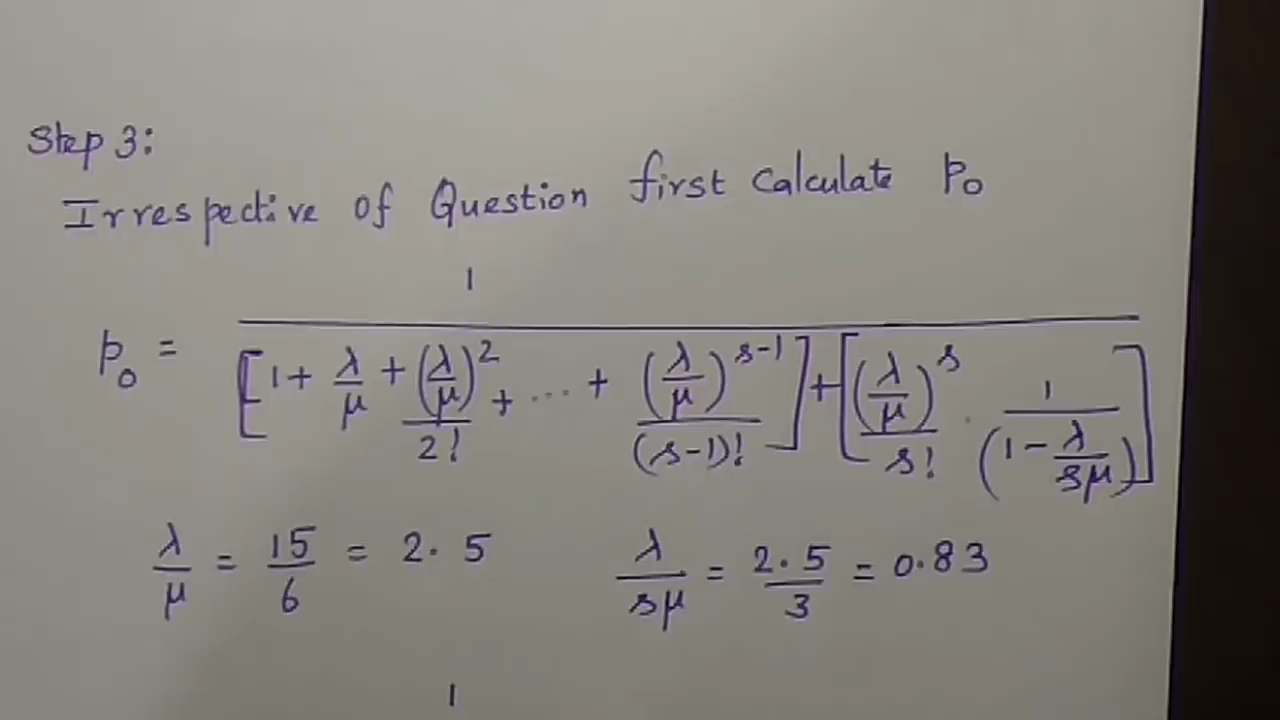 Step 3:
Irrespective of Question first Calculate P₀
P₀ = 1 / [1 + λ/μ + (λ/μ)²/2! + ··· + (λ/μ)^(s-1)/(s-1)!] + [(λ/μ)^s/s! · 1/(1 - λ/sμ)]
λ/μ = 15/6 = 2.5 λ/sμ = 2.5/3 = 0.83
1